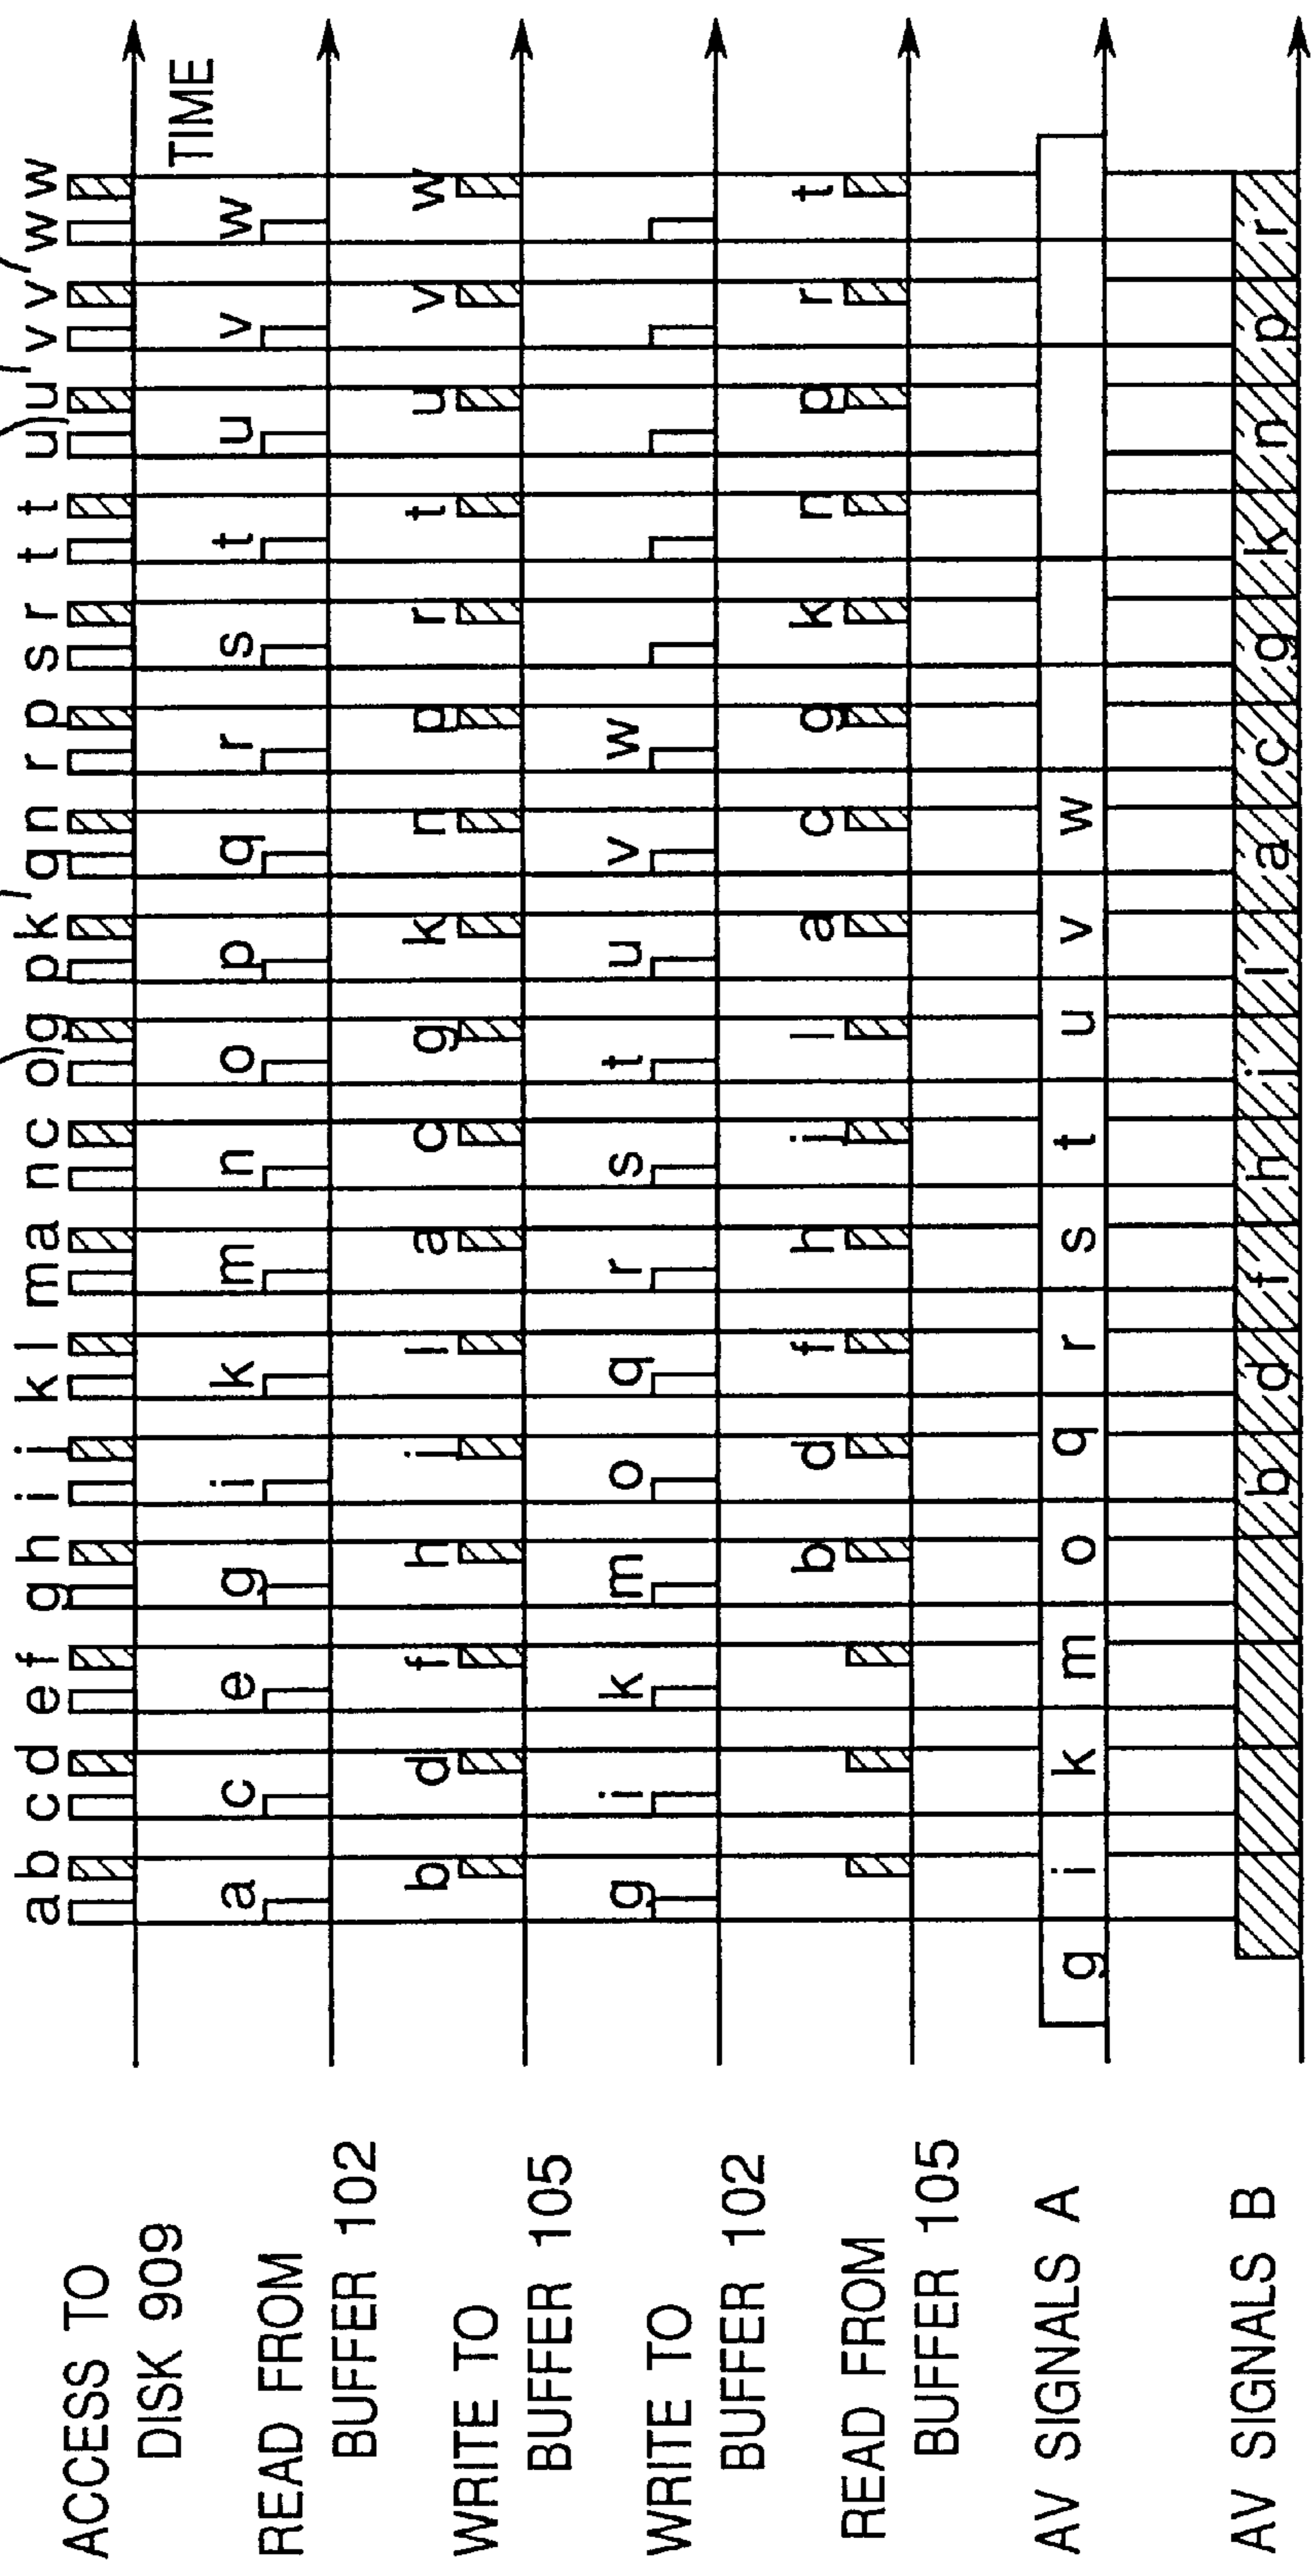 a b c d e f g h i j k l m a n c o g p k q n r p s r t t u u v v w w
ACCESS TO
DISK 909
TIME
a c e g i k m n o p q r s t u v w
READ FROM
BUFFER 102
b d f h j l a c g k n p r t u v w
WRITE TO
BUFFER 105
g i k m o q r s t u v w
WRITE TO
BUFFER 102
b d f h j l a c g k n p r t
READ FROM
BUFFER 105
g i k m o q r s t u v w
AV SIGNALS A
b d f h j l a c g k n p r
AV SIGNALS B